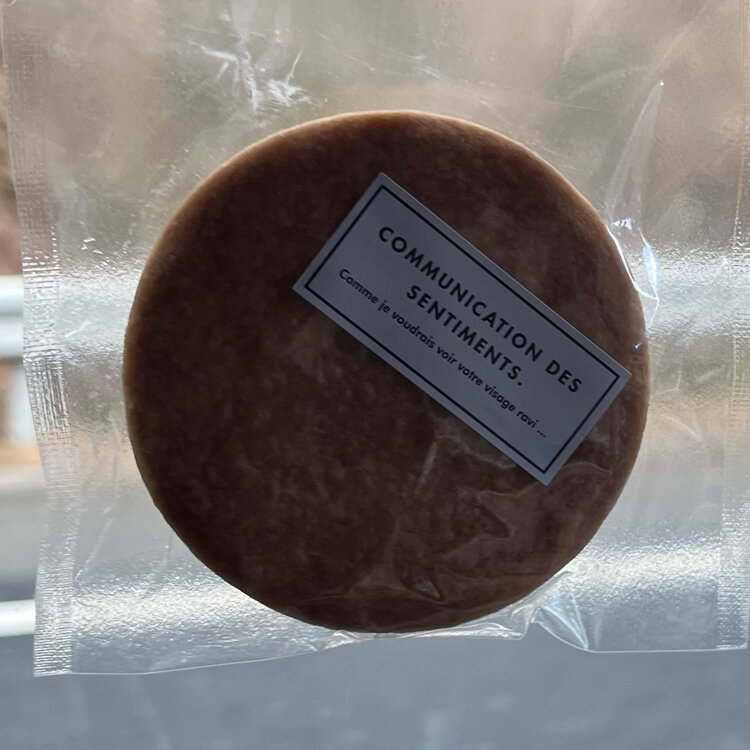 COMMUNICATION DES
SENTIMENTS.
Comme je voudrais voir votre visage ravi ...